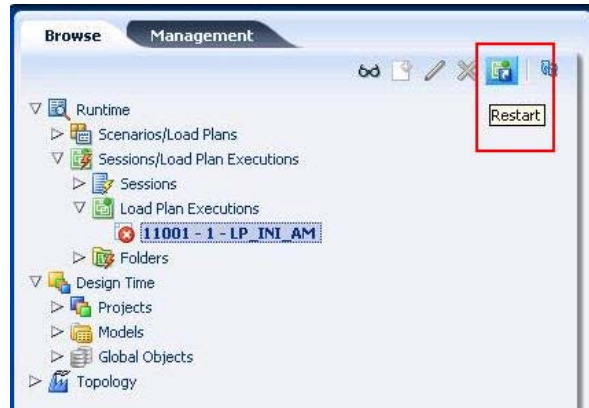 Browse Management
Restart
Runtime
Scenarios/Load Plans
Sessions/Load Plan Executions
Sessions
Load Plan Executions
11001 - 1 - LP_INI_AM
Folders
Design Time
Projects
Models
Global Objects
Topology